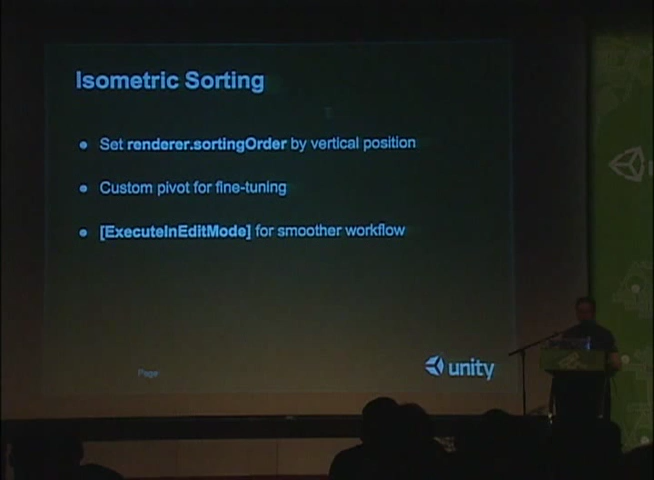 Isometric Sorting
Set renderer.sortingOrder by vertical position
Custom pivot for fine-tuning
[ExecuteInEditMode] for smoother workflow
Page
unity